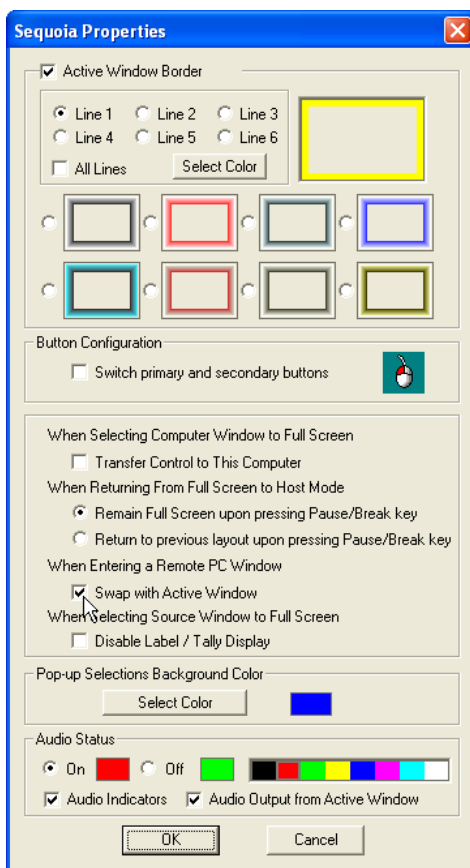 Sequoia Properties
Active Window Border
Line 1 Line 2 Line 3
Line 4 Line 5 Line 6
All Lines Select Color
Button Configuration
Switch primary and secondary buttons
When Selecting Computer Window to Full Screen
Transfer Control to This Computer
When Returning From Full Screen to Host Mode
Remain Full Screen upon pressing Pause/Break key
Return to previous layout upon pressing Pause/Break key
When Entering a Remote PC Window
Swap with Active Window
When Selecting Source Window to Full Screen
Disable Label / Tally Display
Pop-up Selections Background Color
Select Color
Audio Status
On Off
Audio Indicators Audio Output from Active Window
OK Cancel